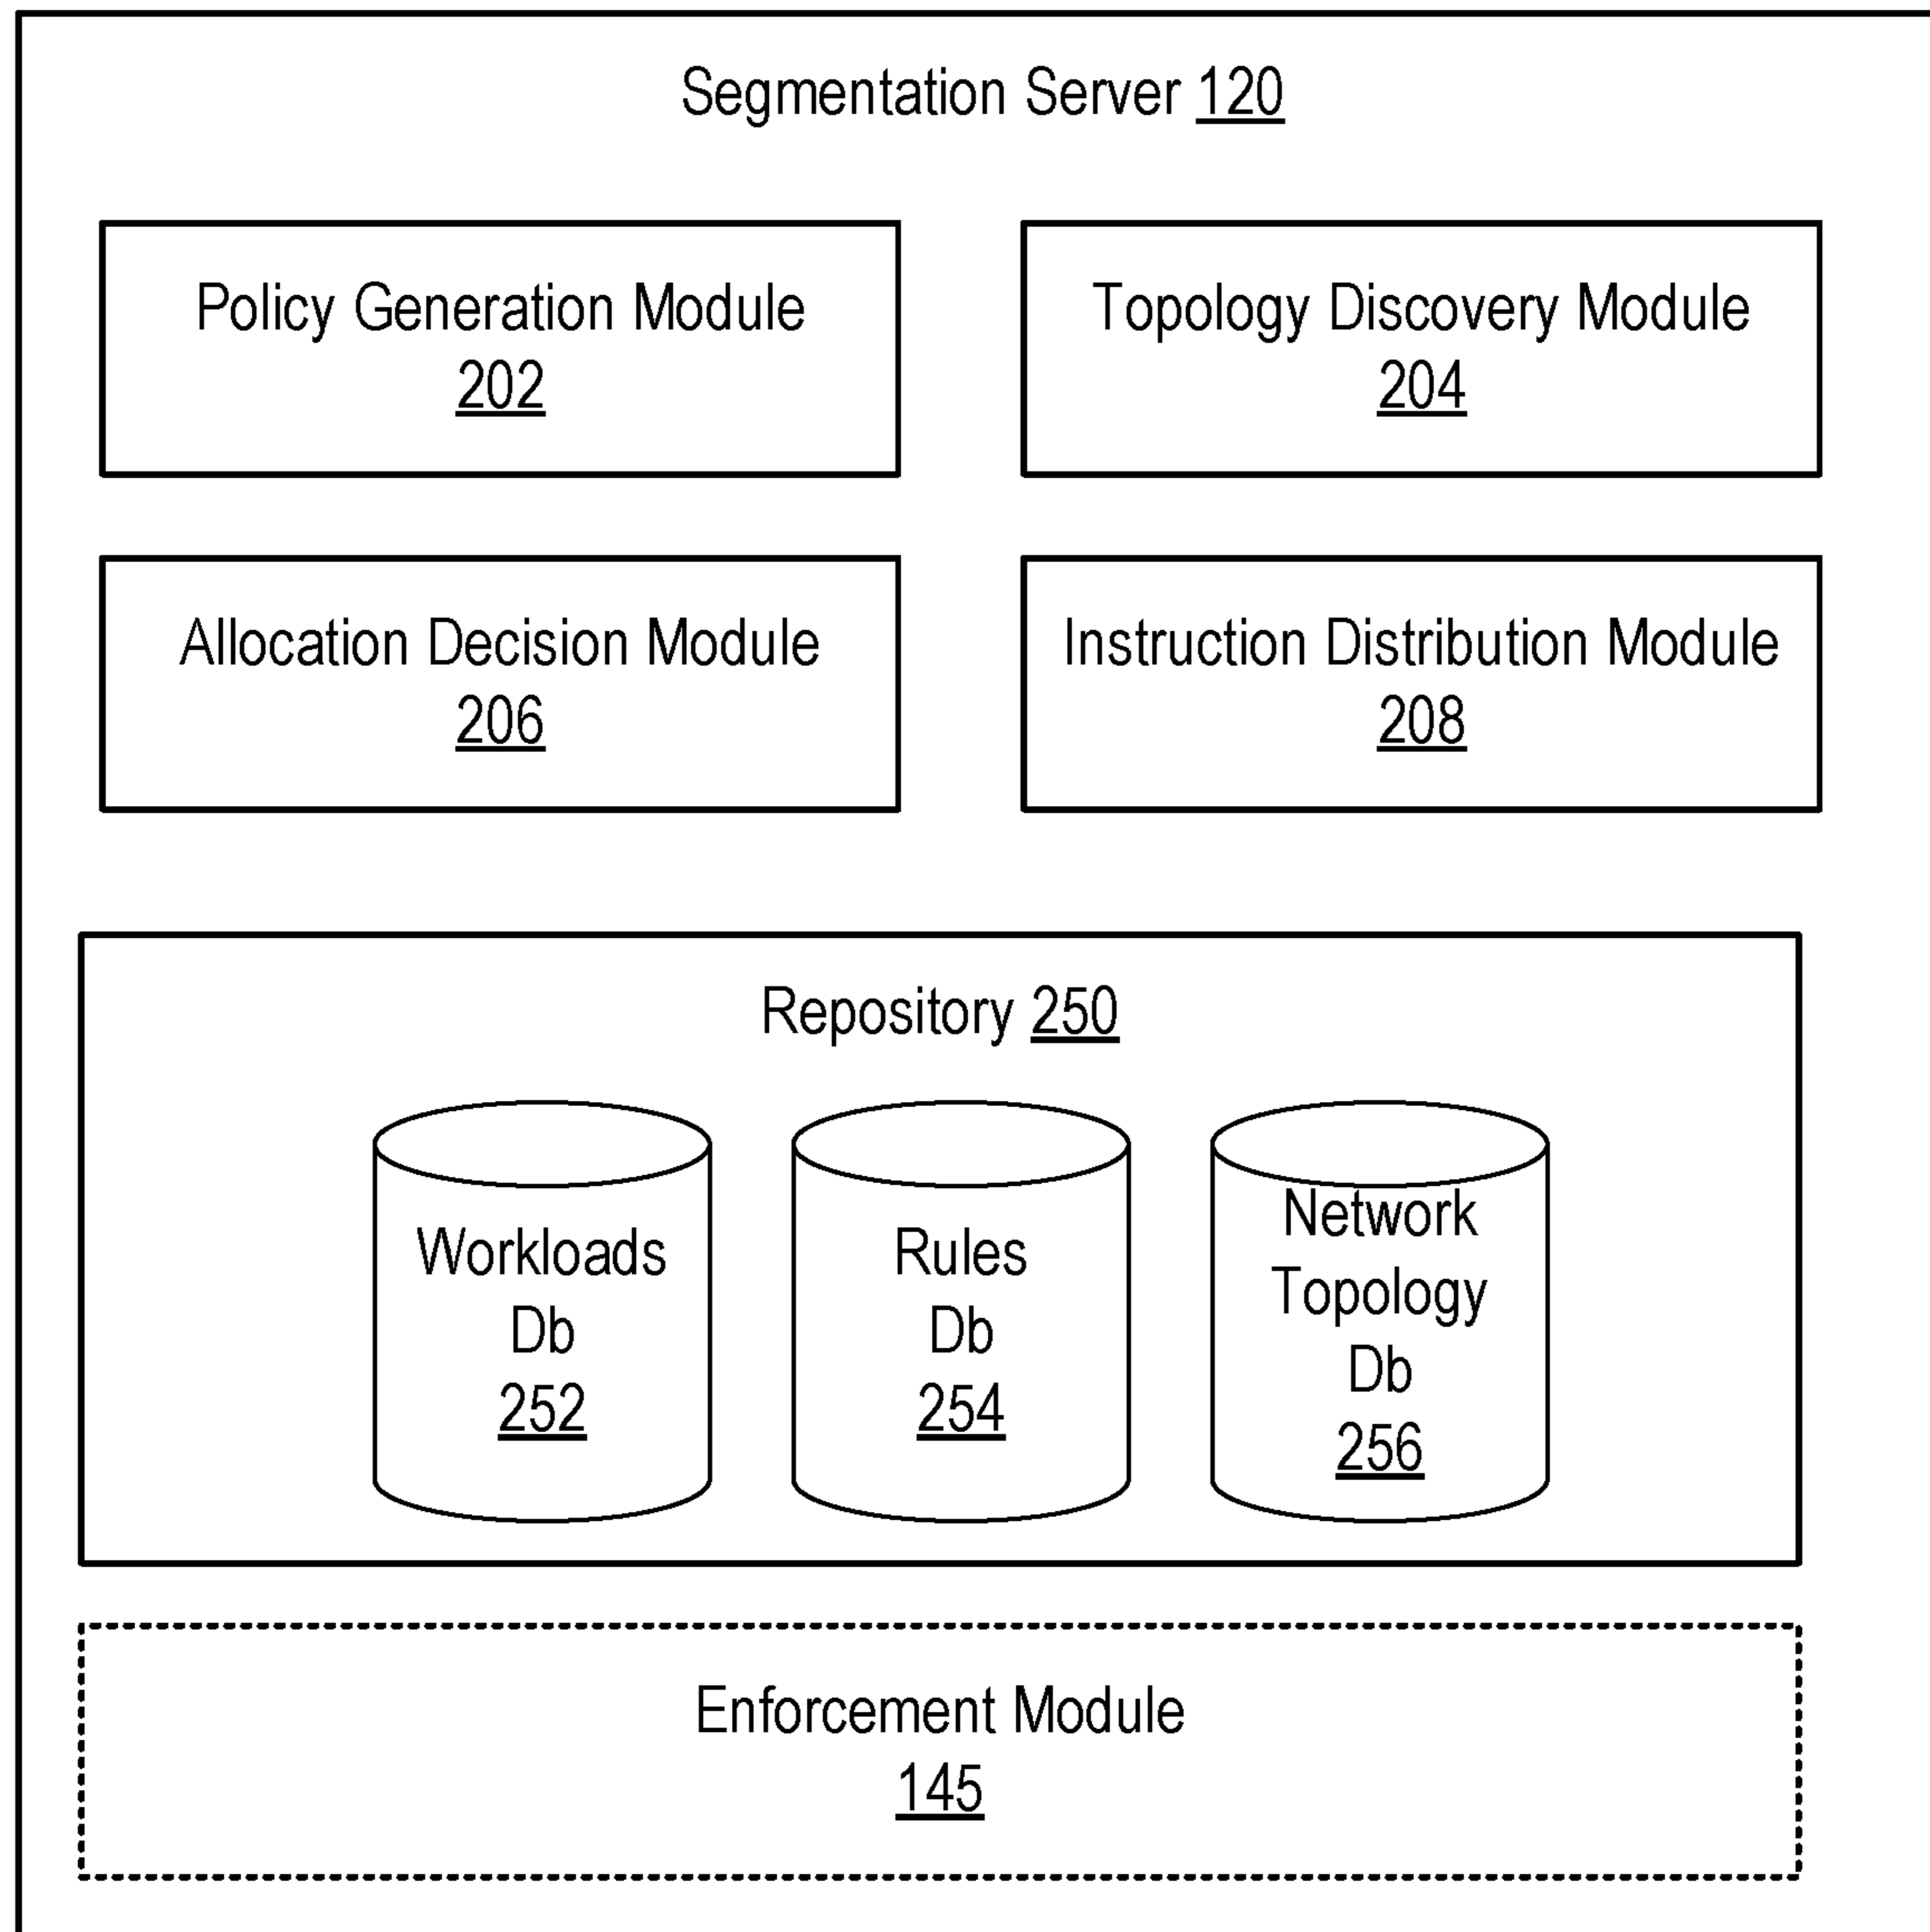 Segmentation Server 120
Policy Generation Module
202
Topology Discovery Module
204
Allocation Decision Module
206
Instruction Distribution Module
208
Repository 250
Workloads
Db
252
Rules
Db
254
Network
Topology
Db
256
Enforcement Module
145